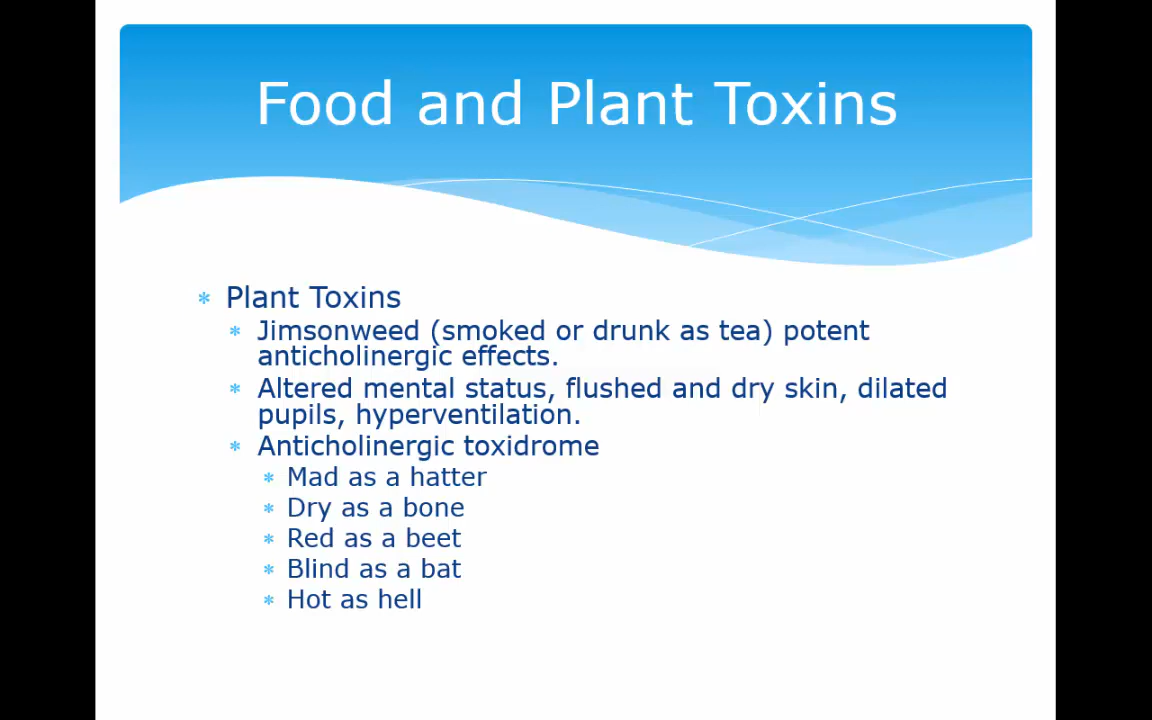 Food and Plant Toxins
* Plant Toxins
* Jimsonweed (smoked or drunk as tea) potent
anticholinergic effects.
* Altered mental status, flushed and dry skin, dilated
pupils, hyperventilation.
* Anticholinergic toxidrome
* Mad as a hatter
* Dry as a bone
* Red as a beet
* Blind as a bat
* Hot as hell